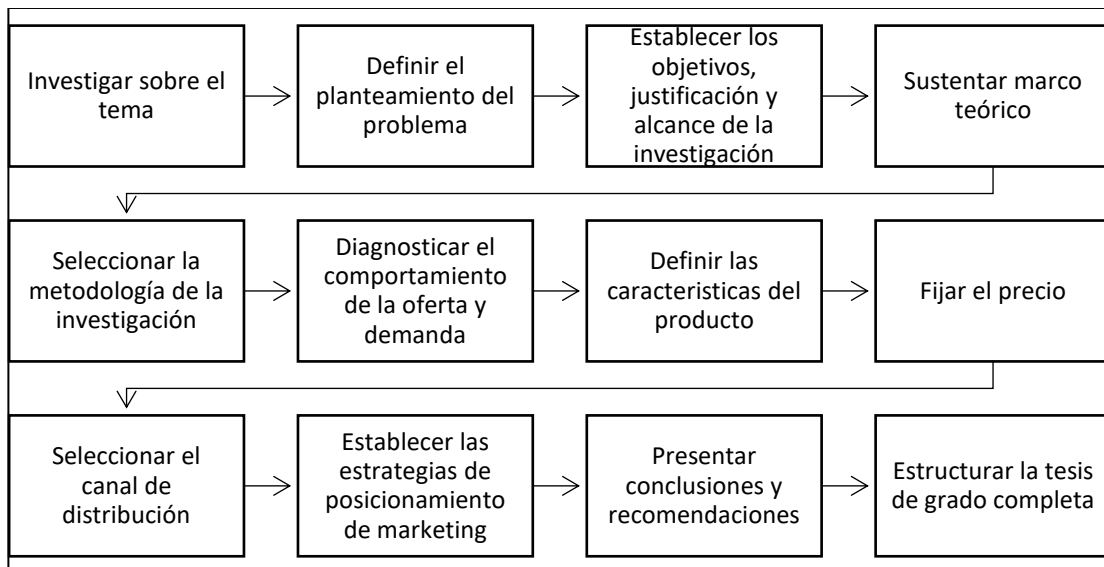 Investigar sobre el
tema
Definir el
planteamiento del
problema
Establecer los
objetivos,
justificación y
alcance de la
investigación
Sustentar marco
teórico
Seleccionar la
metodología de la
investigación
Diagnosticar el
comportamiento
de la oferta y
demanda
Definir las
caracteristicas del
producto
Fijar el precio
Seleccionar el
canal de
distribución
Establecer las
estrategias de
posicionamiento
de marketing
Presentar
conclusiones y
recomendaciones
Estructurar la tesis
de grado completa